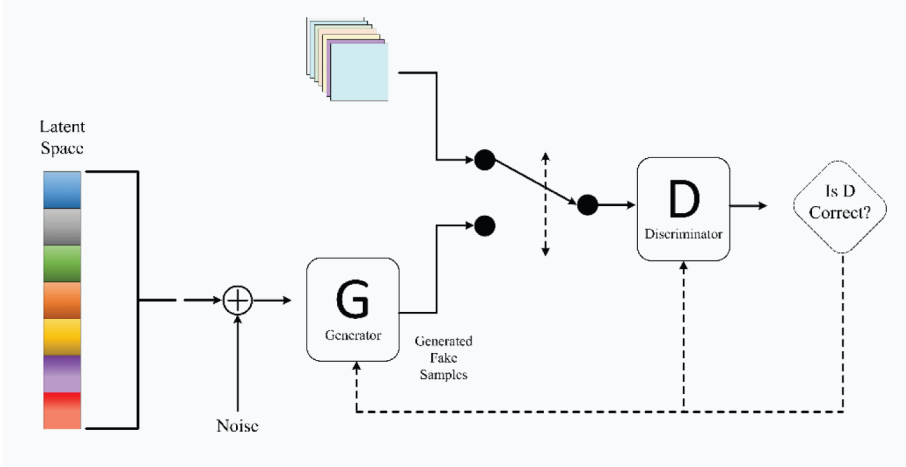 Latent
Space
Noise
G
Generator
Generated
Fake
Samples
D
Discriminator
Is D
Correct?